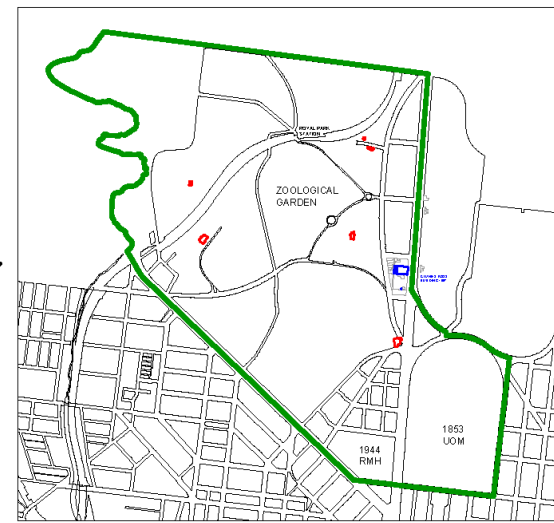 ROYAL PARK
STATION
ZOOLOGICAL
GARDEN
1853
UOM
1944
RMH